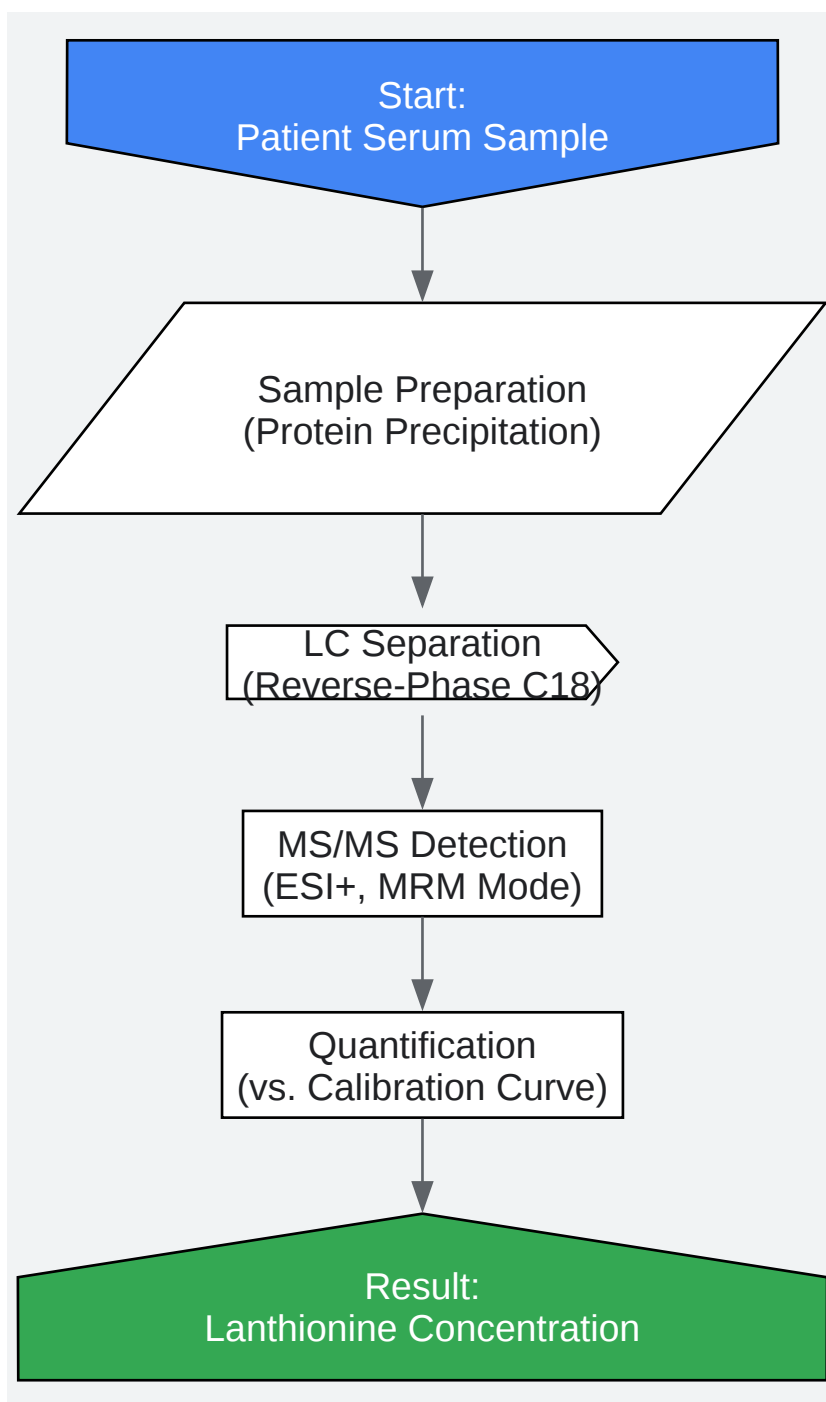 Start:
Patient Serum Sample
Sample Preparation
(Protein Precipitation)
LC Separation
(Reverse-Phase C18)
MS/MS Detection
(ESI+, MRM Mode)
Quantification
(vs. Calibration Curve)
Result:
Lanthionine Concentration